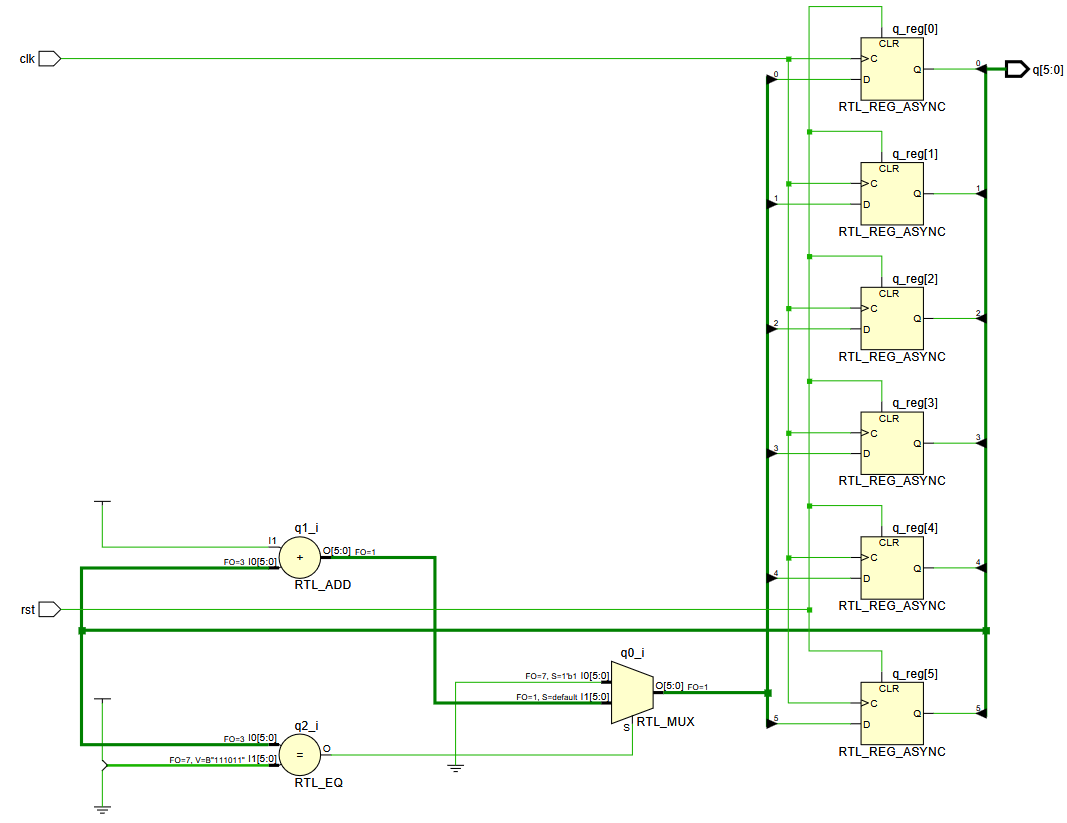 q_reg[0]
CLR
clk
C
0
q[5:0]
Q
0
D
RTL_REG_ASYNC
q_reg[1]
CLR
C
1
Q
1
D
RTL_REG_ASYNC
q_reg[2]
CLR
C
2
Q
2
D
RTL_REG_ASYNC
q_reg[3]
CLR
C
3
Q
3
D
RTL_REG_ASYNC
q_reg[4]
CLR
C
4
Q
4
D
RTL_REG_ASYNC
q1_i
I1
+
O[5:0] FO=1
FO=3 I0[5:0]
RTL_ADD
rst
q0_i
FO=7, S=1'b1 I0[5:0]
O[5:0] FO=1
FO=1, S=default I1[5:0]
S
RTL_MUX
q_reg[5]
CLR
C
5
Q
5
D
RTL_REG_ASYNC
q2_i
FO=3 I0[5:0]
O
=
FO=7, V=B"111011" I1[5:0]
RTL_EQ